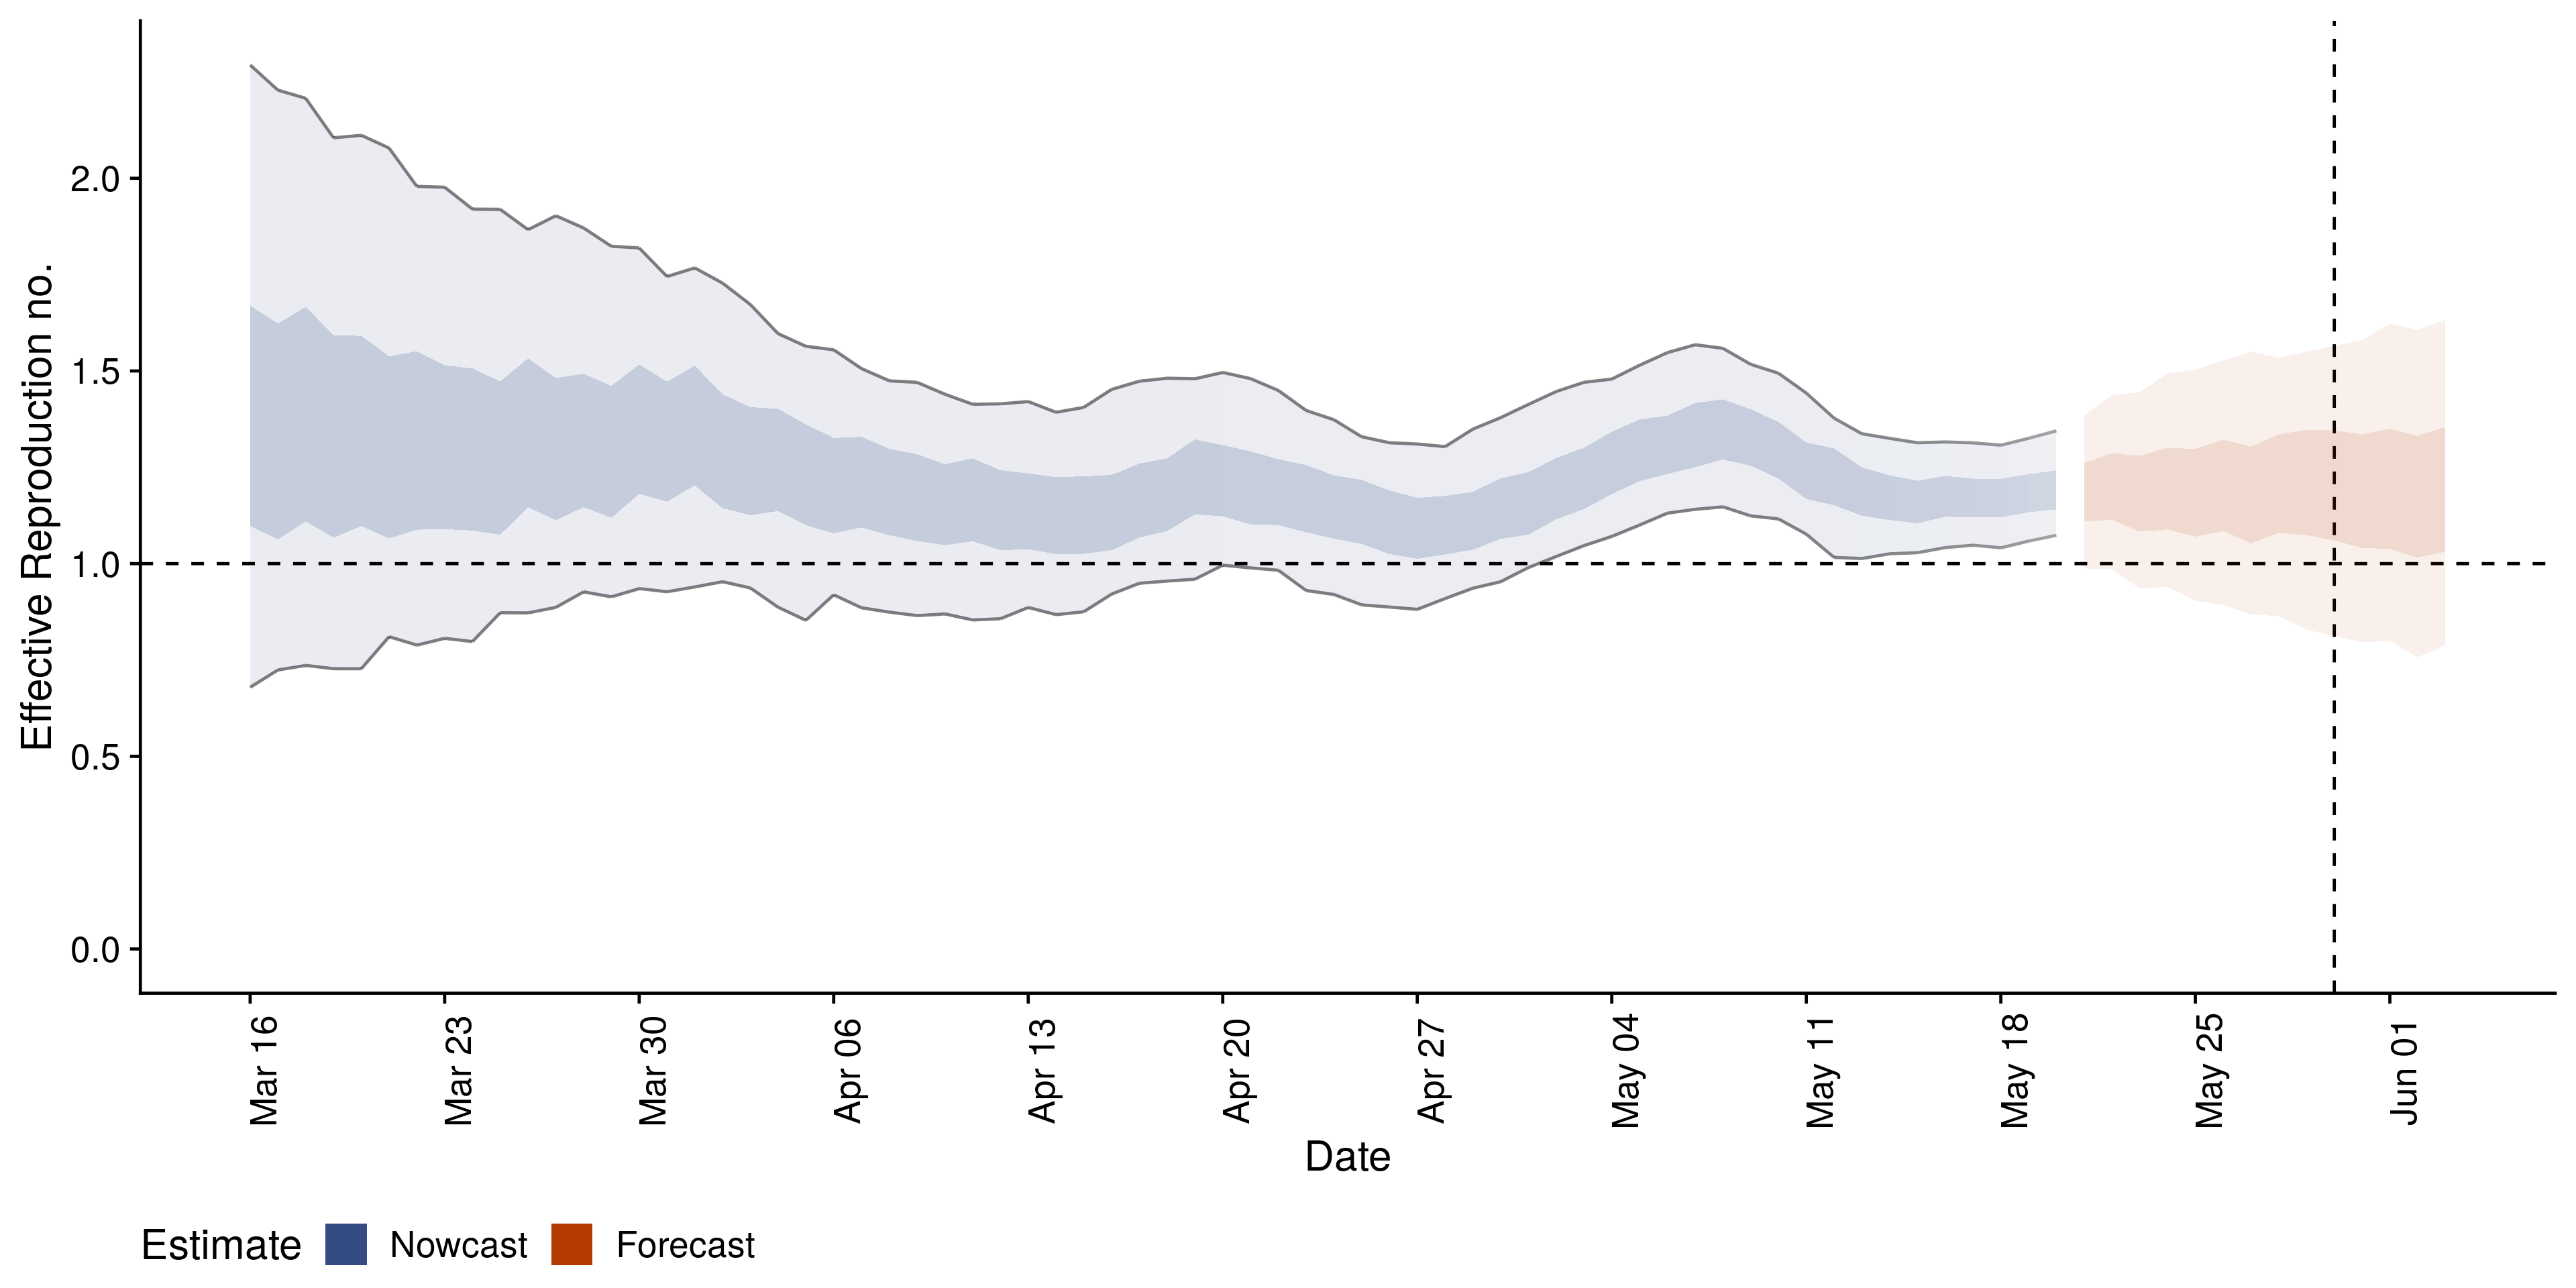 Effective Reproduction no.
2.0
1.5
1.0
0.5
0.0
Mar 16
Mar 23
Mar 30
Apr 06
Apr 13
Apr 20
Apr 27
May 04
May 11
May 18
May 25
Jun 01
Date
Estimate Nowcast Forecast